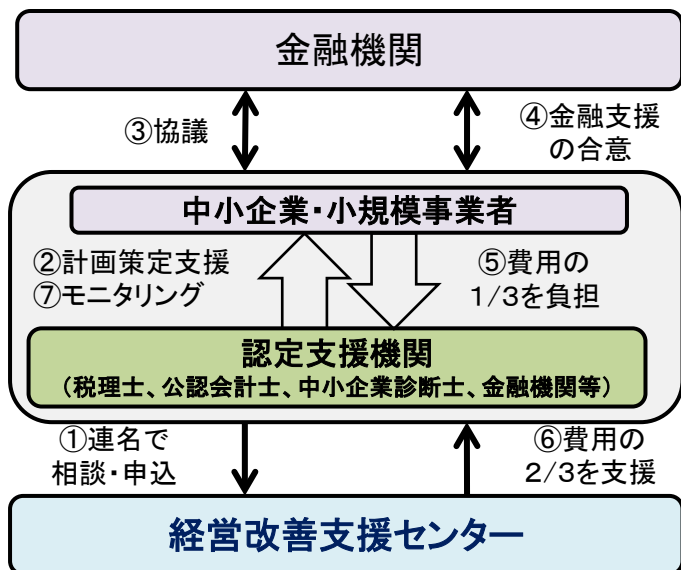 金融機関
③協議
④金融支援
の合意
中小企業・小規模事業者
②計画策定支援
⑦モニタリング
⑤費用の
1/3を負担
認定支援機関
（税理士、公認会計士、中小企業診断士、金融機関等）
①連名で
相談・申込
⑥費用の
2/3を支援
経営改善支援センター